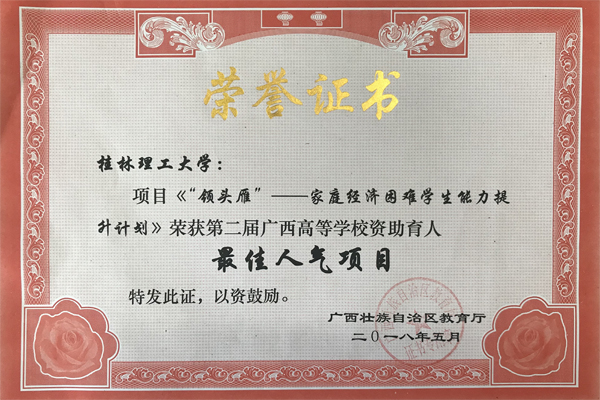 荣誉证书
桂林理工大学：
项目《“领头雁”——家庭经济困难学生能力提
升计划》荣获第二届广西高等学校资助育人
最佳人气项目
特发此证，以资鼓励。
广西壮族自治区教育厅
二〇一八年五月